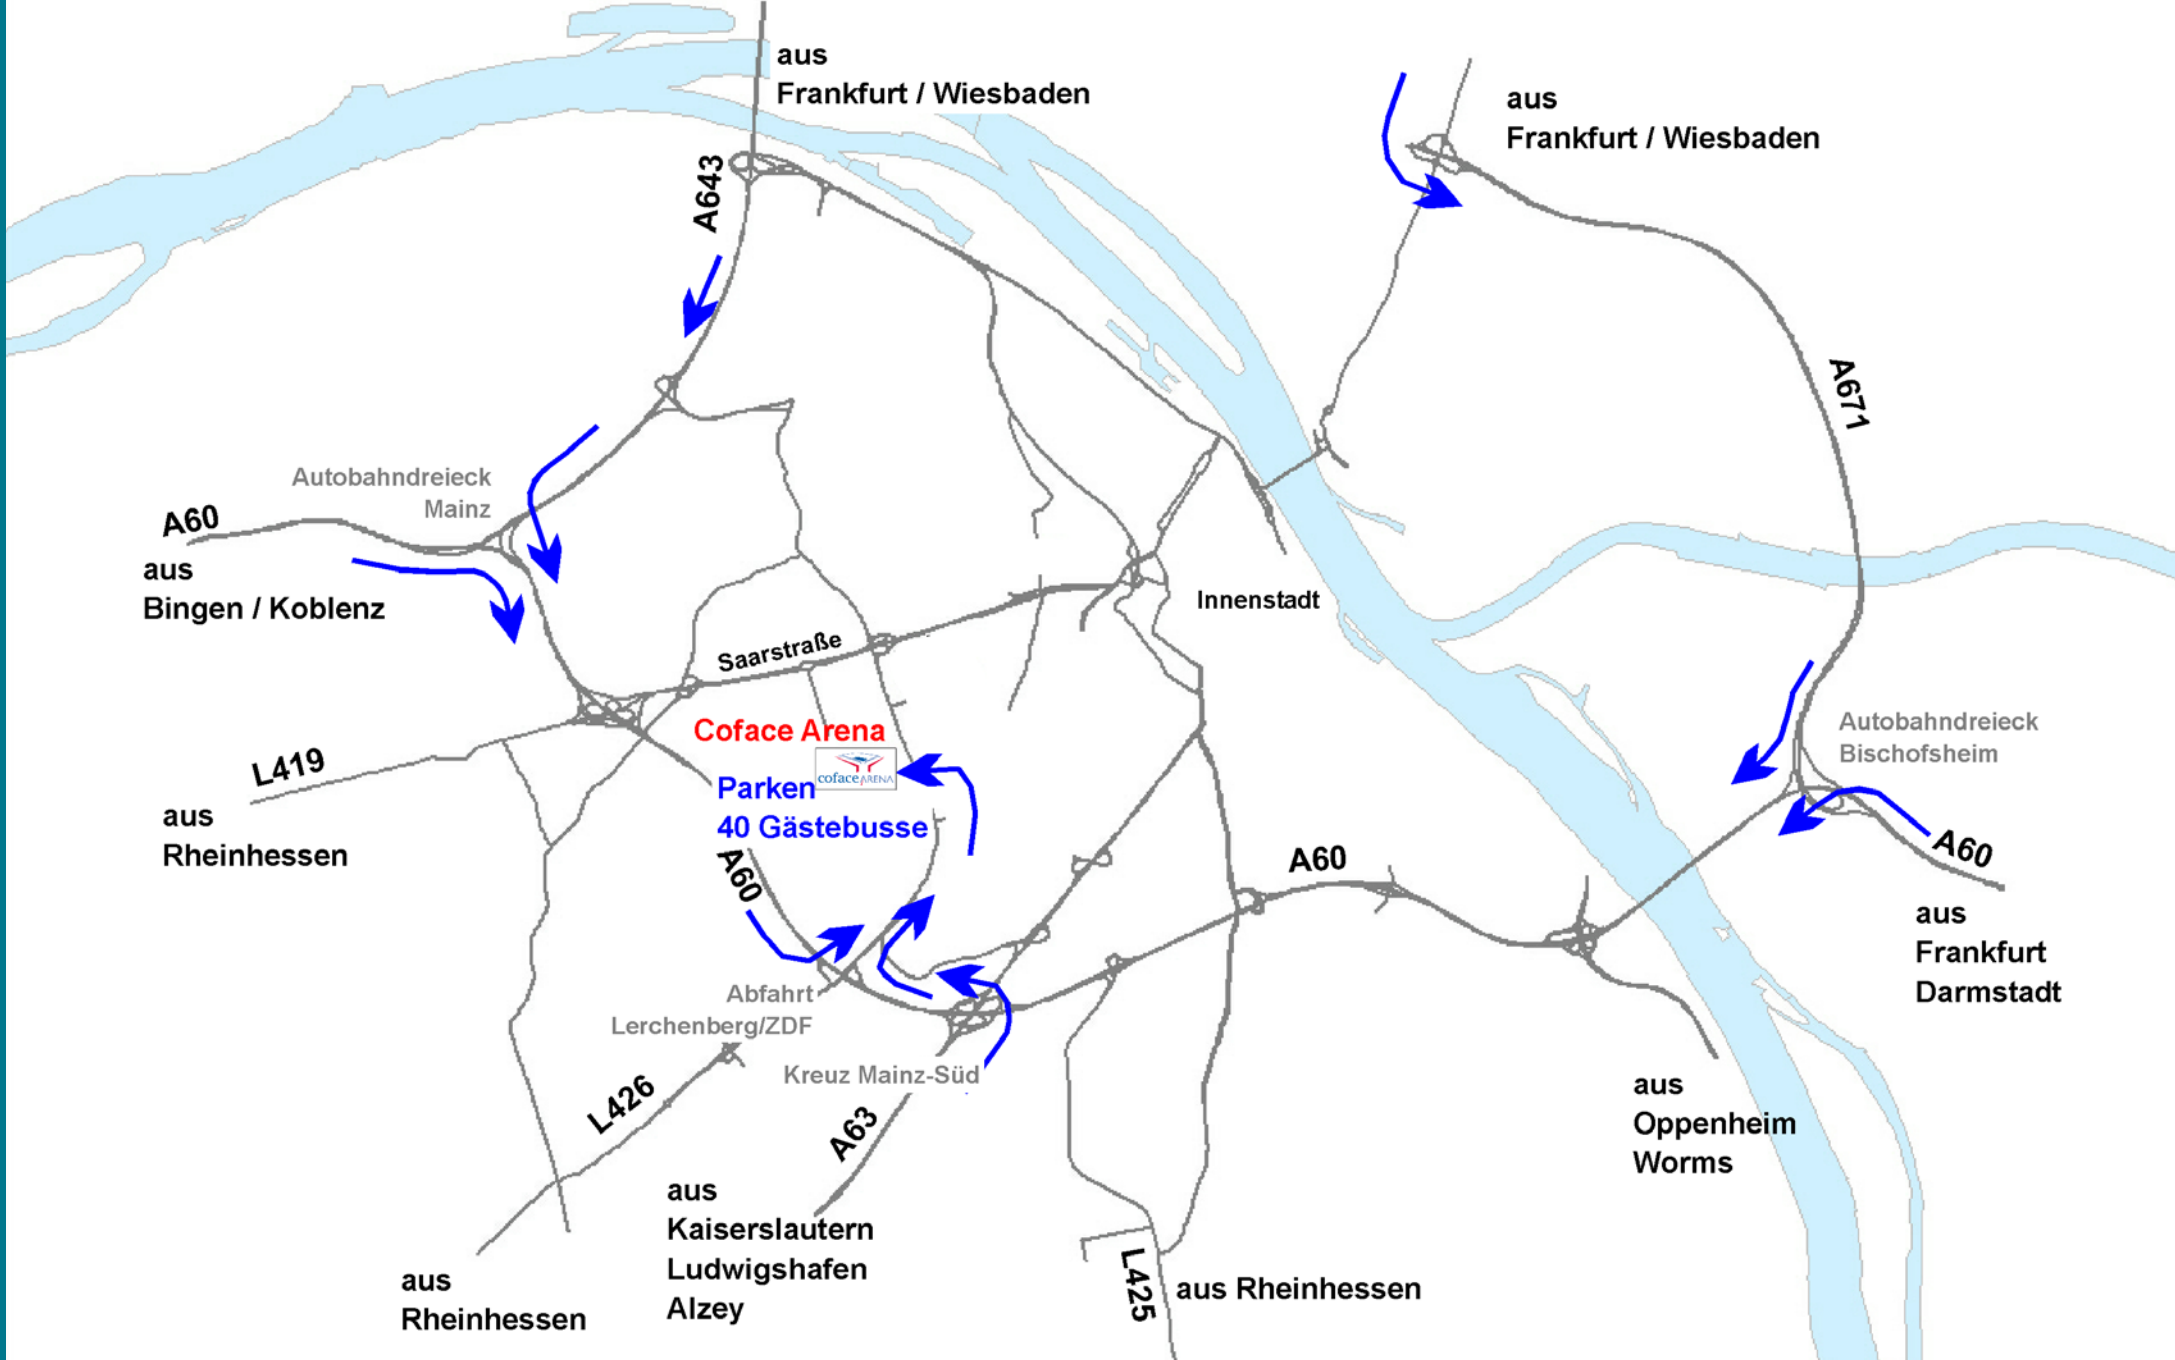 aus
Frankfurt / Wiesbaden
aus
Frankfurt / Wiesbaden
A643
A671
Autobahndreieck
Mainz
A60
aus
Bingen / Koblenz
Innenstadt
Saarstraße
Coface Arena
coface ARENA
Parken
40 Gästebusse
L419
aus
Rheinhessen
Autobahndreieck
Bischofsheim
A60
A60
A60
aus
Frankfurt
Darmstadt
Abfahrt
Lerchenberg/ZDF
Kreuz Mainz-Süd
L426
A63
aus
Oppenheim
Worms
aus
Kaiserslautern
Ludwigshafen
Alzey
aus
Rheinhessen
L425
aus Rheinhessen